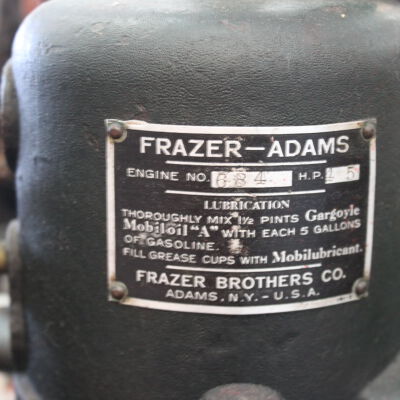 FRAZER—ADAMS
ENGINE NO. 684 H.P. 4 5
LUBRICATION
THOROUGHLY MIX 1½ PINTS Gargoyle
Mobiloil "A" WITH EACH 5 GALLONS
OF GASOLINE.
FILL GREASE CUPS WITH Mobilubricant.
FRAZER BROTHERS CO.
ADAMS, N.Y. - U.S.A.